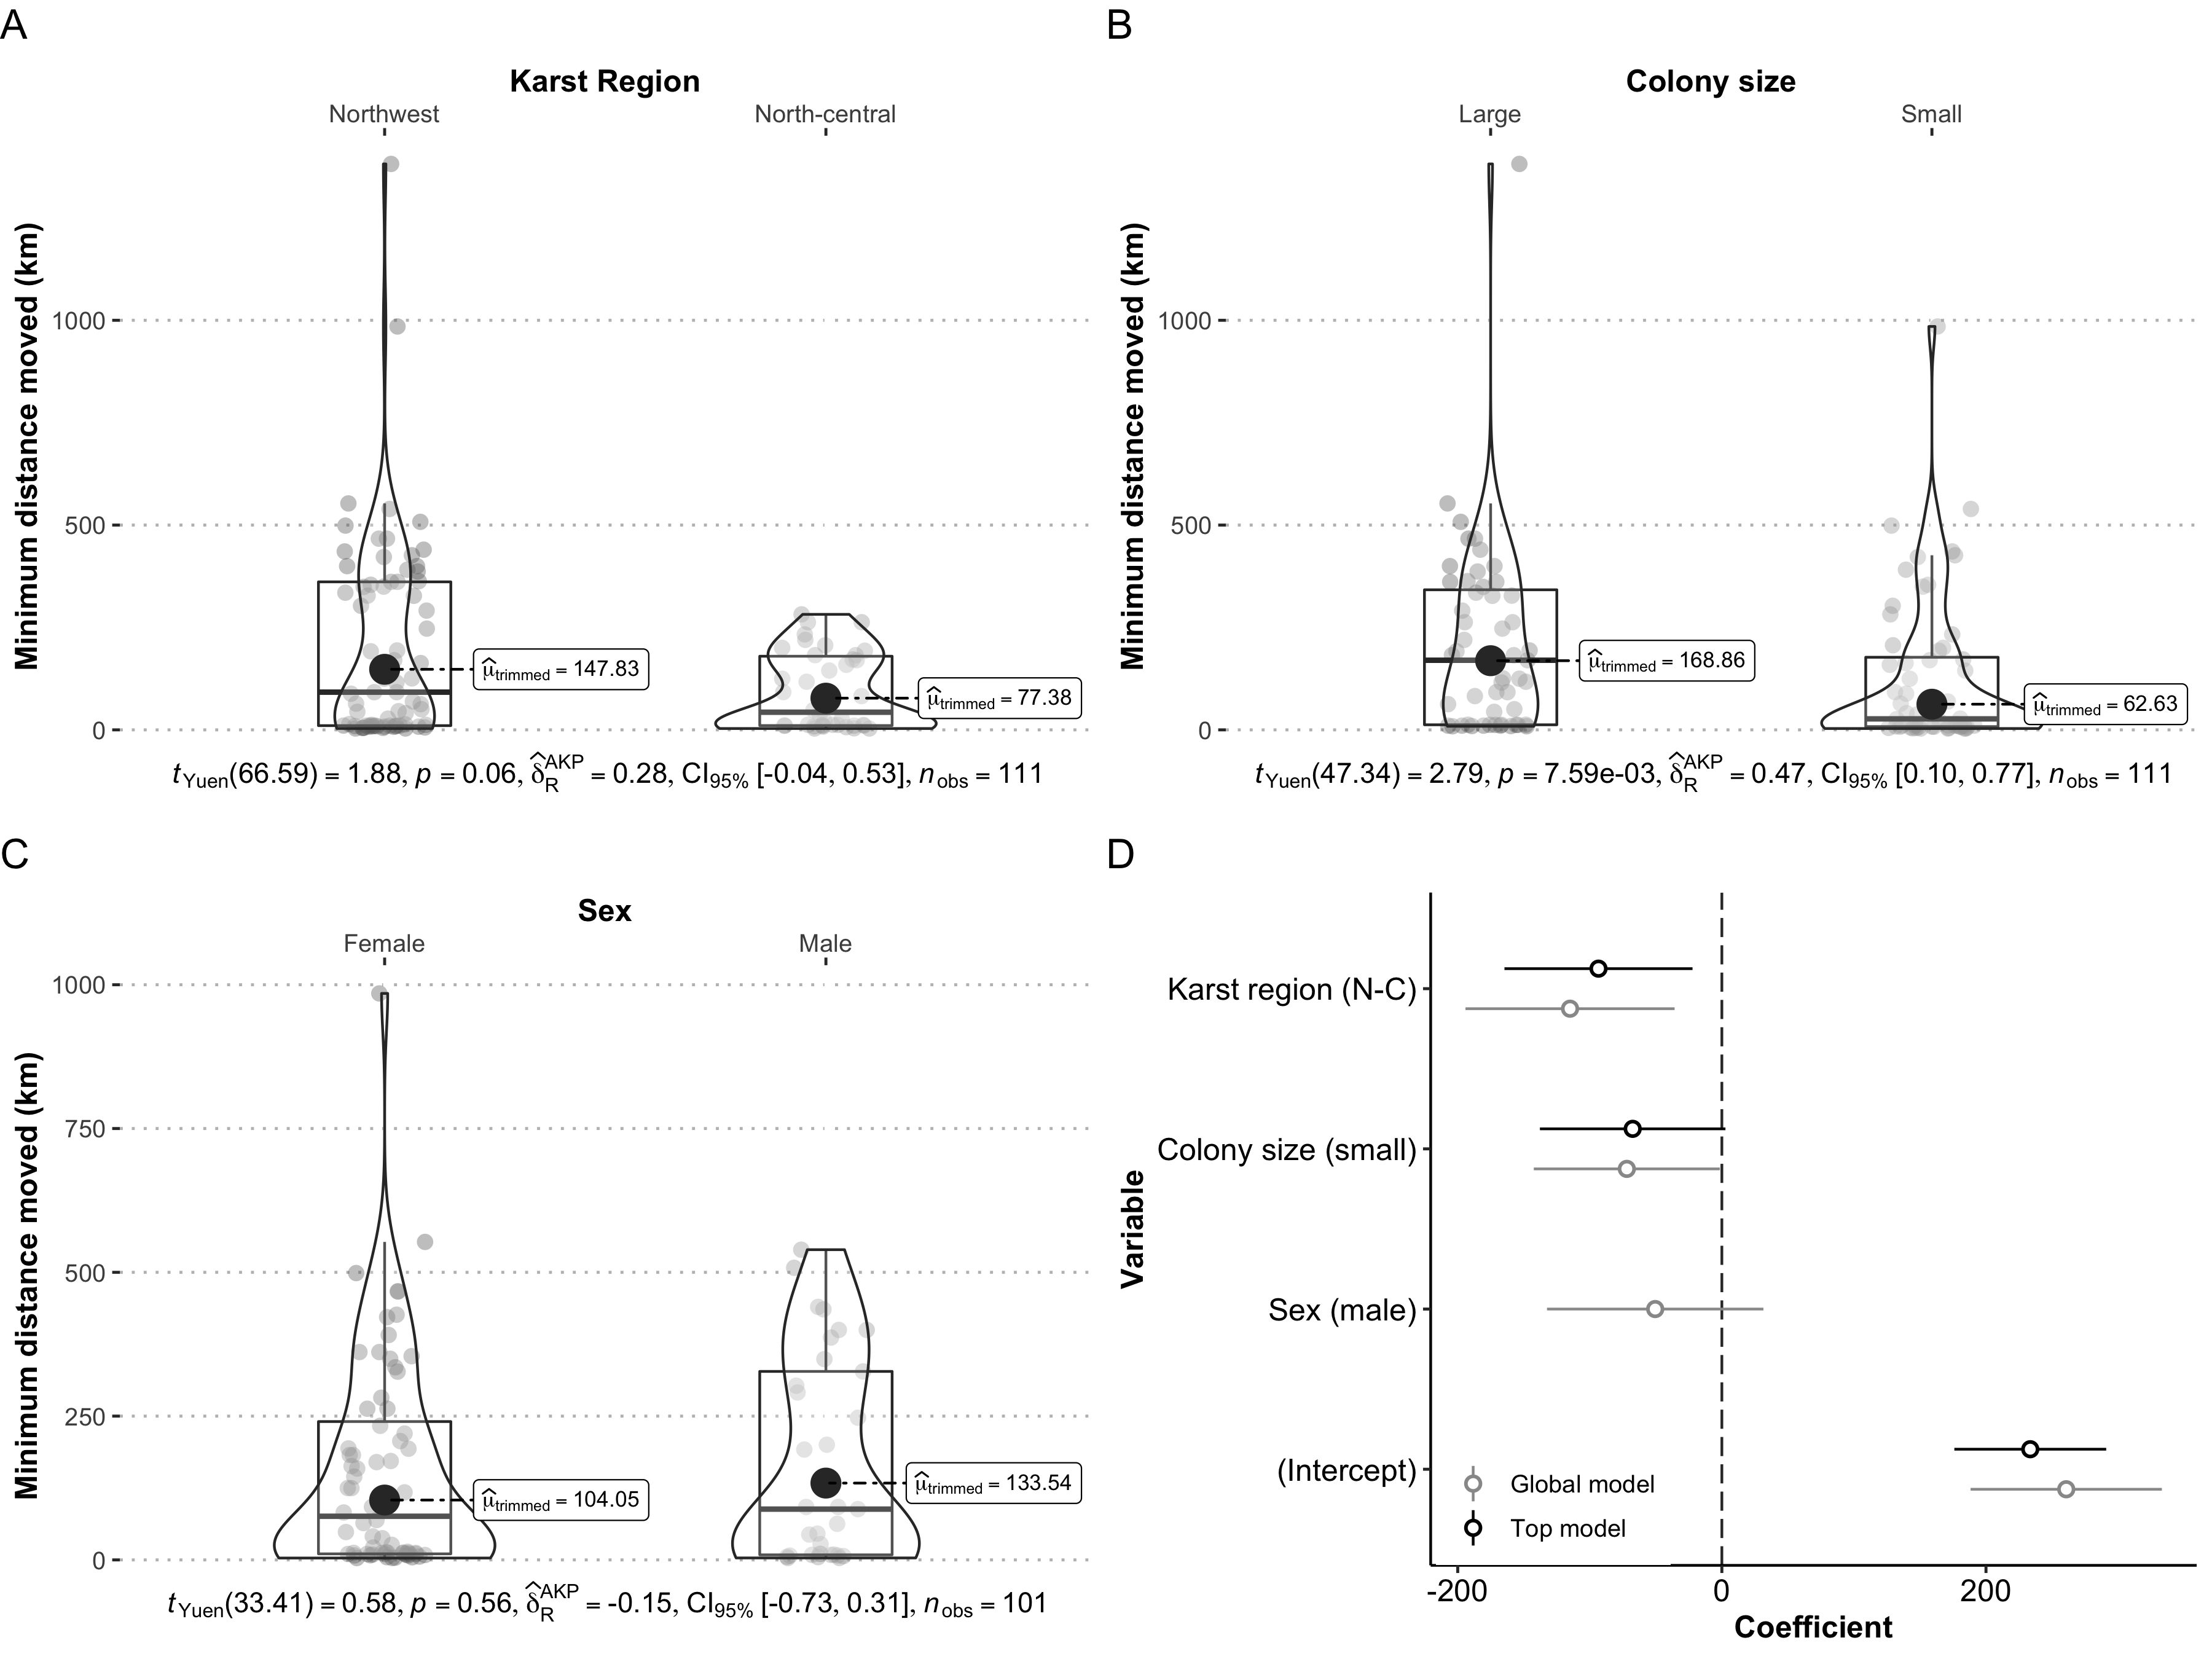 A
Karst Region
Northwest
North-central
Minimum distance moved (km)
1000
500
0
μ̂trimmed = 147.83
μ̂trimmed = 77.38
tYuen(66.59) = 1.88, p = 0.06, δ̂R^AKP = 0.28, CI95% [-0.04, 0.53], nobs = 111
B
Colony size
Large
Small
Minimum distance moved (km)
1000
500
0
μ̂trimmed = 168.86
μ̂trimmed = 62.63
tYuen(47.34) = 2.79, p = 7.59e-03, δ̂R^AKP = 0.47, CI95% [0.10, 0.77], nobs = 111
C
Sex
Female
Male
Minimum distance moved (km)
1000
750
500
250
0
μ̂trimmed = 104.05
μ̂trimmed = 133.54
tYuen(33.41) = 0.58, p = 0.56, δ̂R^AKP = -0.15, CI95% [-0.73, 0.31], nobs = 101
D
Variable
Karst region (N-C)
Colony size (small)
Sex (male)
(Intercept)
Global model
Top model
-200
0
200
Coefficient